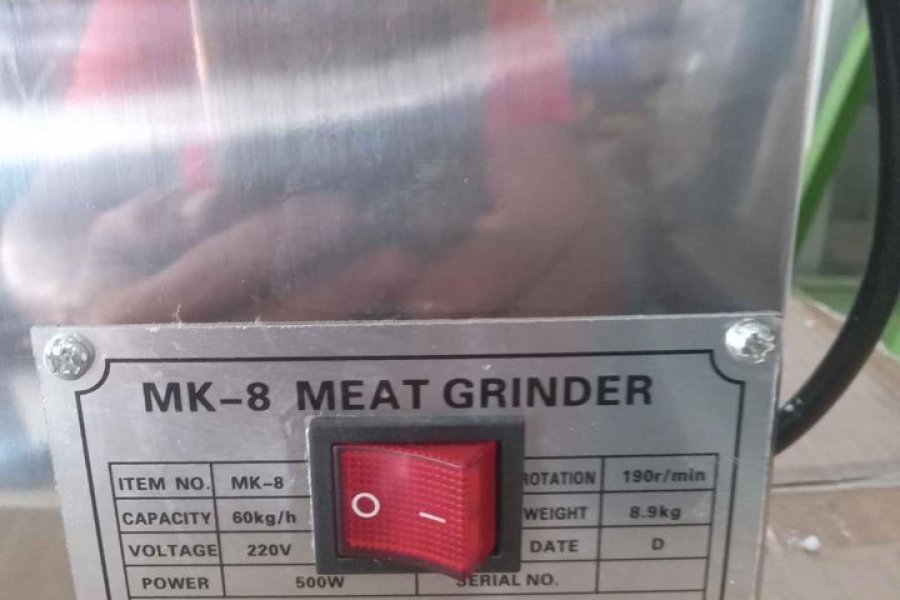 MK-8 MEAT GRINDER
ITEM NO. MK-8 ROTATION 190r/min
CAPACITY 60kg/h WEIGHT 8.9kg
VOLTAGE 220V DATE D
POWER 500W SERIAL NO.
O –